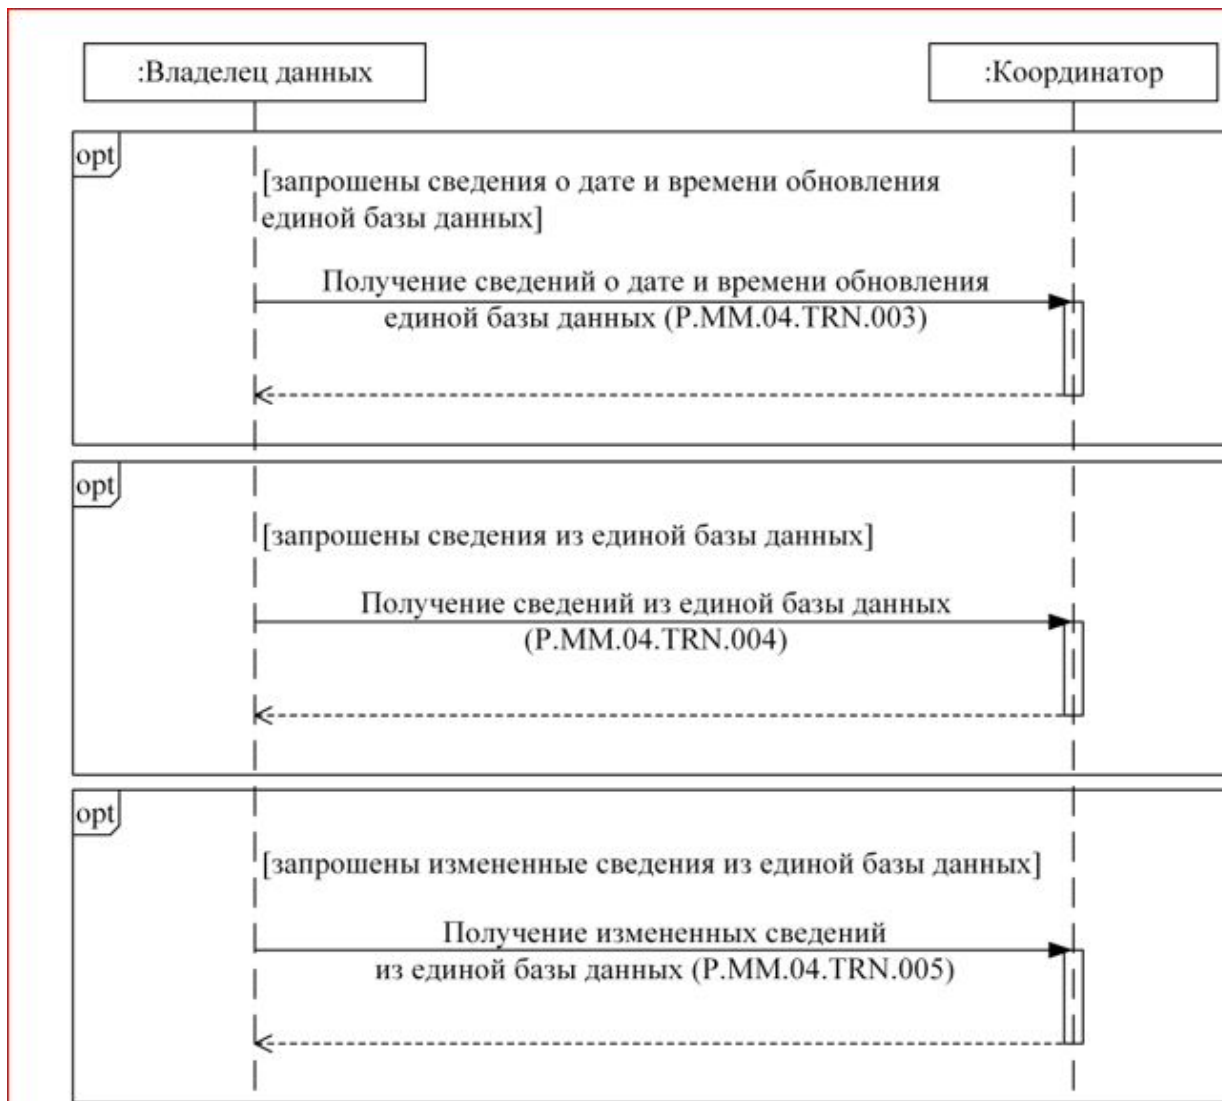 :Владелец данных
:Координатор
opt
[запрошены сведения о дате и времени обновления
единой базы данных]
Получение сведений о дате и времени обновления
единой базы данных (P.MM.04.TRN.003)
opt
[запрошены сведения из единой базы данных]
Получение сведений из единой базы данных
(P.MM.04.TRN.004)
opt
[запрошены измененные сведения из единой базы данных]
Получение измененных сведений
из единой базы данных (P.MM.04.TRN.005)